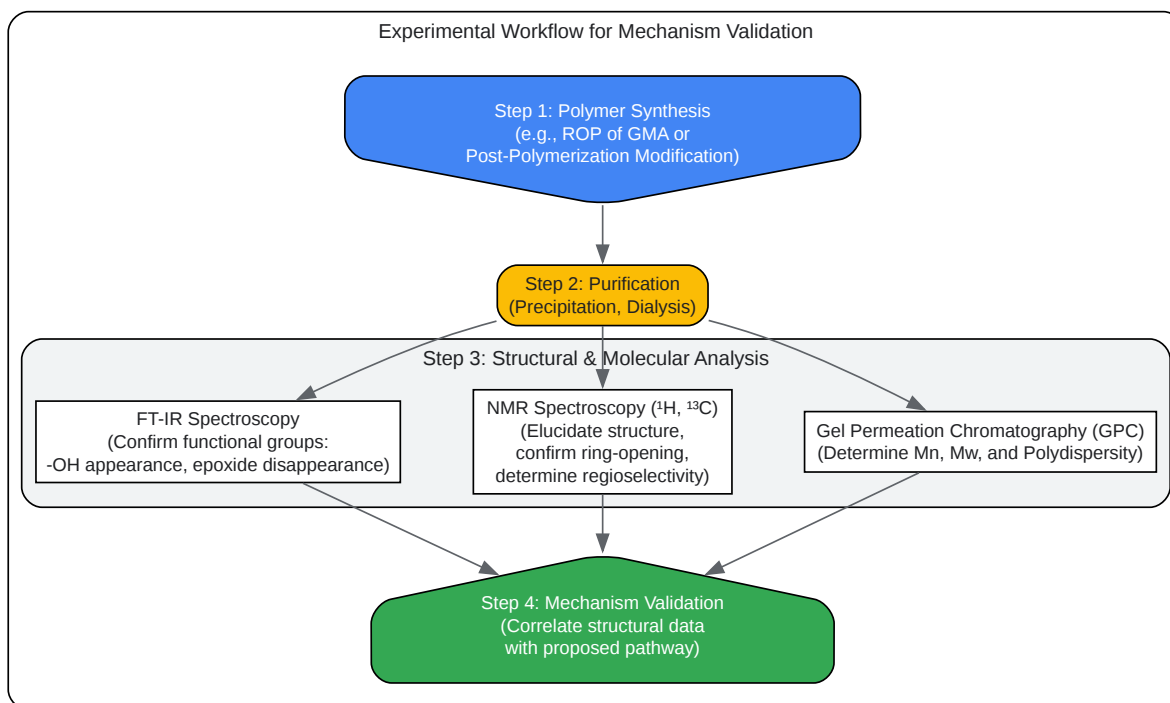 Experimental Workflow for Mechanism Validation
Step 1: Polymer Synthesis
(e.g., ROP of GMA or
Post-Polymerization Modification)
Step 2: Purification
(Precipitation, Dialysis)
Step 3: Structural & Molecular Analysis
FT-IR Spectroscopy
(Confirm functional groups:
-OH appearance, epoxide disappearance)
NMR Spectroscopy (¹H, ¹³C)
(Elucidate structure,
confirm ring-opening,
determine regioselectivity)
Gel Permeation Chromatography (GPC)
(Determine Mn, Mw, and Polydispersity)
Step 4: Mechanism Validation
(Correlate structural data
with proposed pathway)